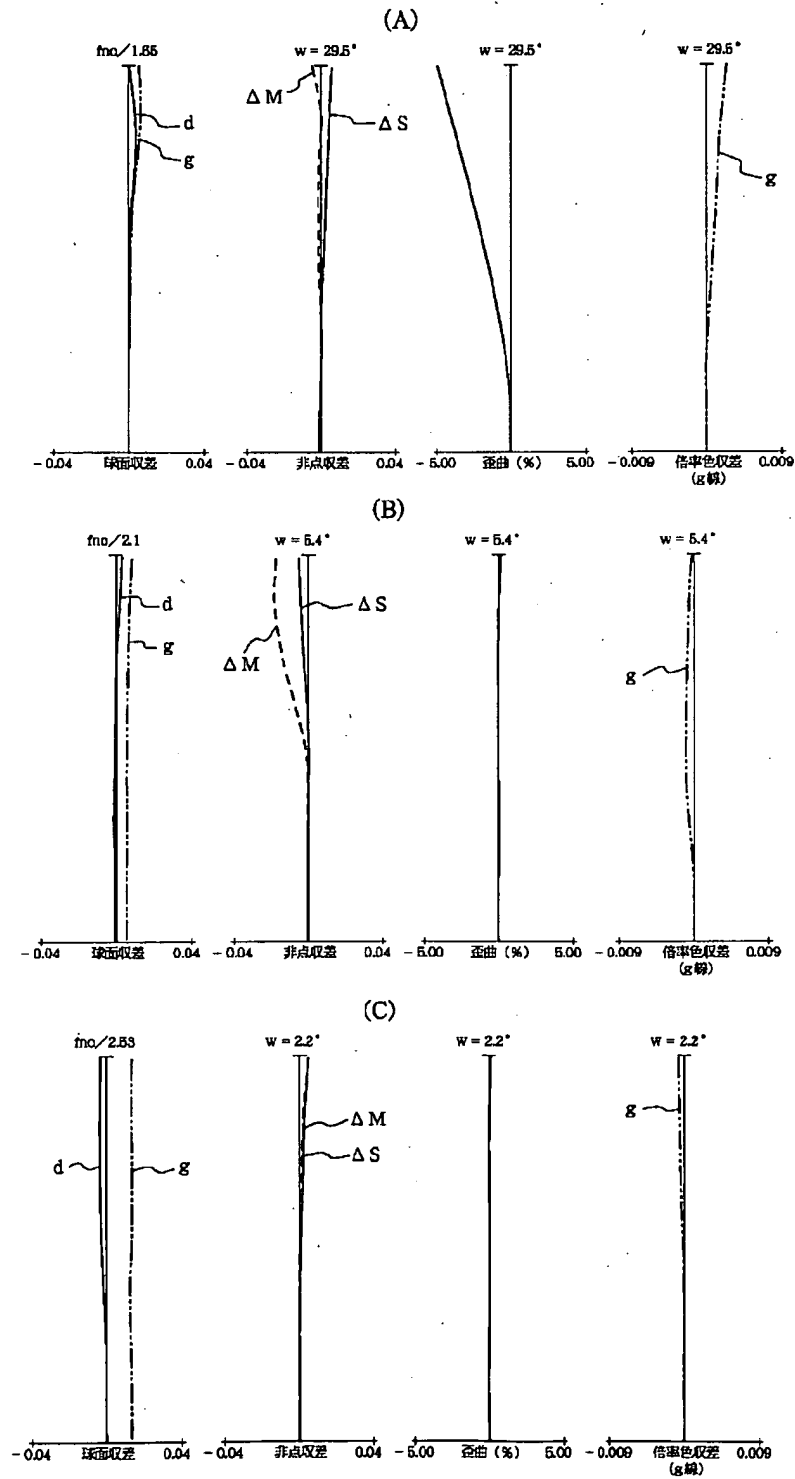 (A)
fno/1.65 w = 29.5° w = 29.5° w = 29.5°
ΔM
d ΔS
g g
-0.04 球面収差 0.04 -0.04 非点収差 0.04 -5.00 歪曲 (%) 5.00 -0.009 倍率色収差 0.009
(g線)
(B)
fno/2.1 w = 5.4° w = 5.4° w = 5.4°
d ΔS
g ΔM g
-0.04 球面収差 0.04 -0.04 非点収差 0.04 -5.00 歪曲 (%) 5.00 -0.009 倍率色収差 0.009
(g線)
(C)
fno/2.53 w = 2.2° w = 2.2° w = 2.2°
g
ΔM
d g ΔS
-0.04 球面収差 0.04 -0.04 非点収差 0.04 -5.00 歪曲 (%) 5.00 -0.009 倍率色収差 0.009
(g線)